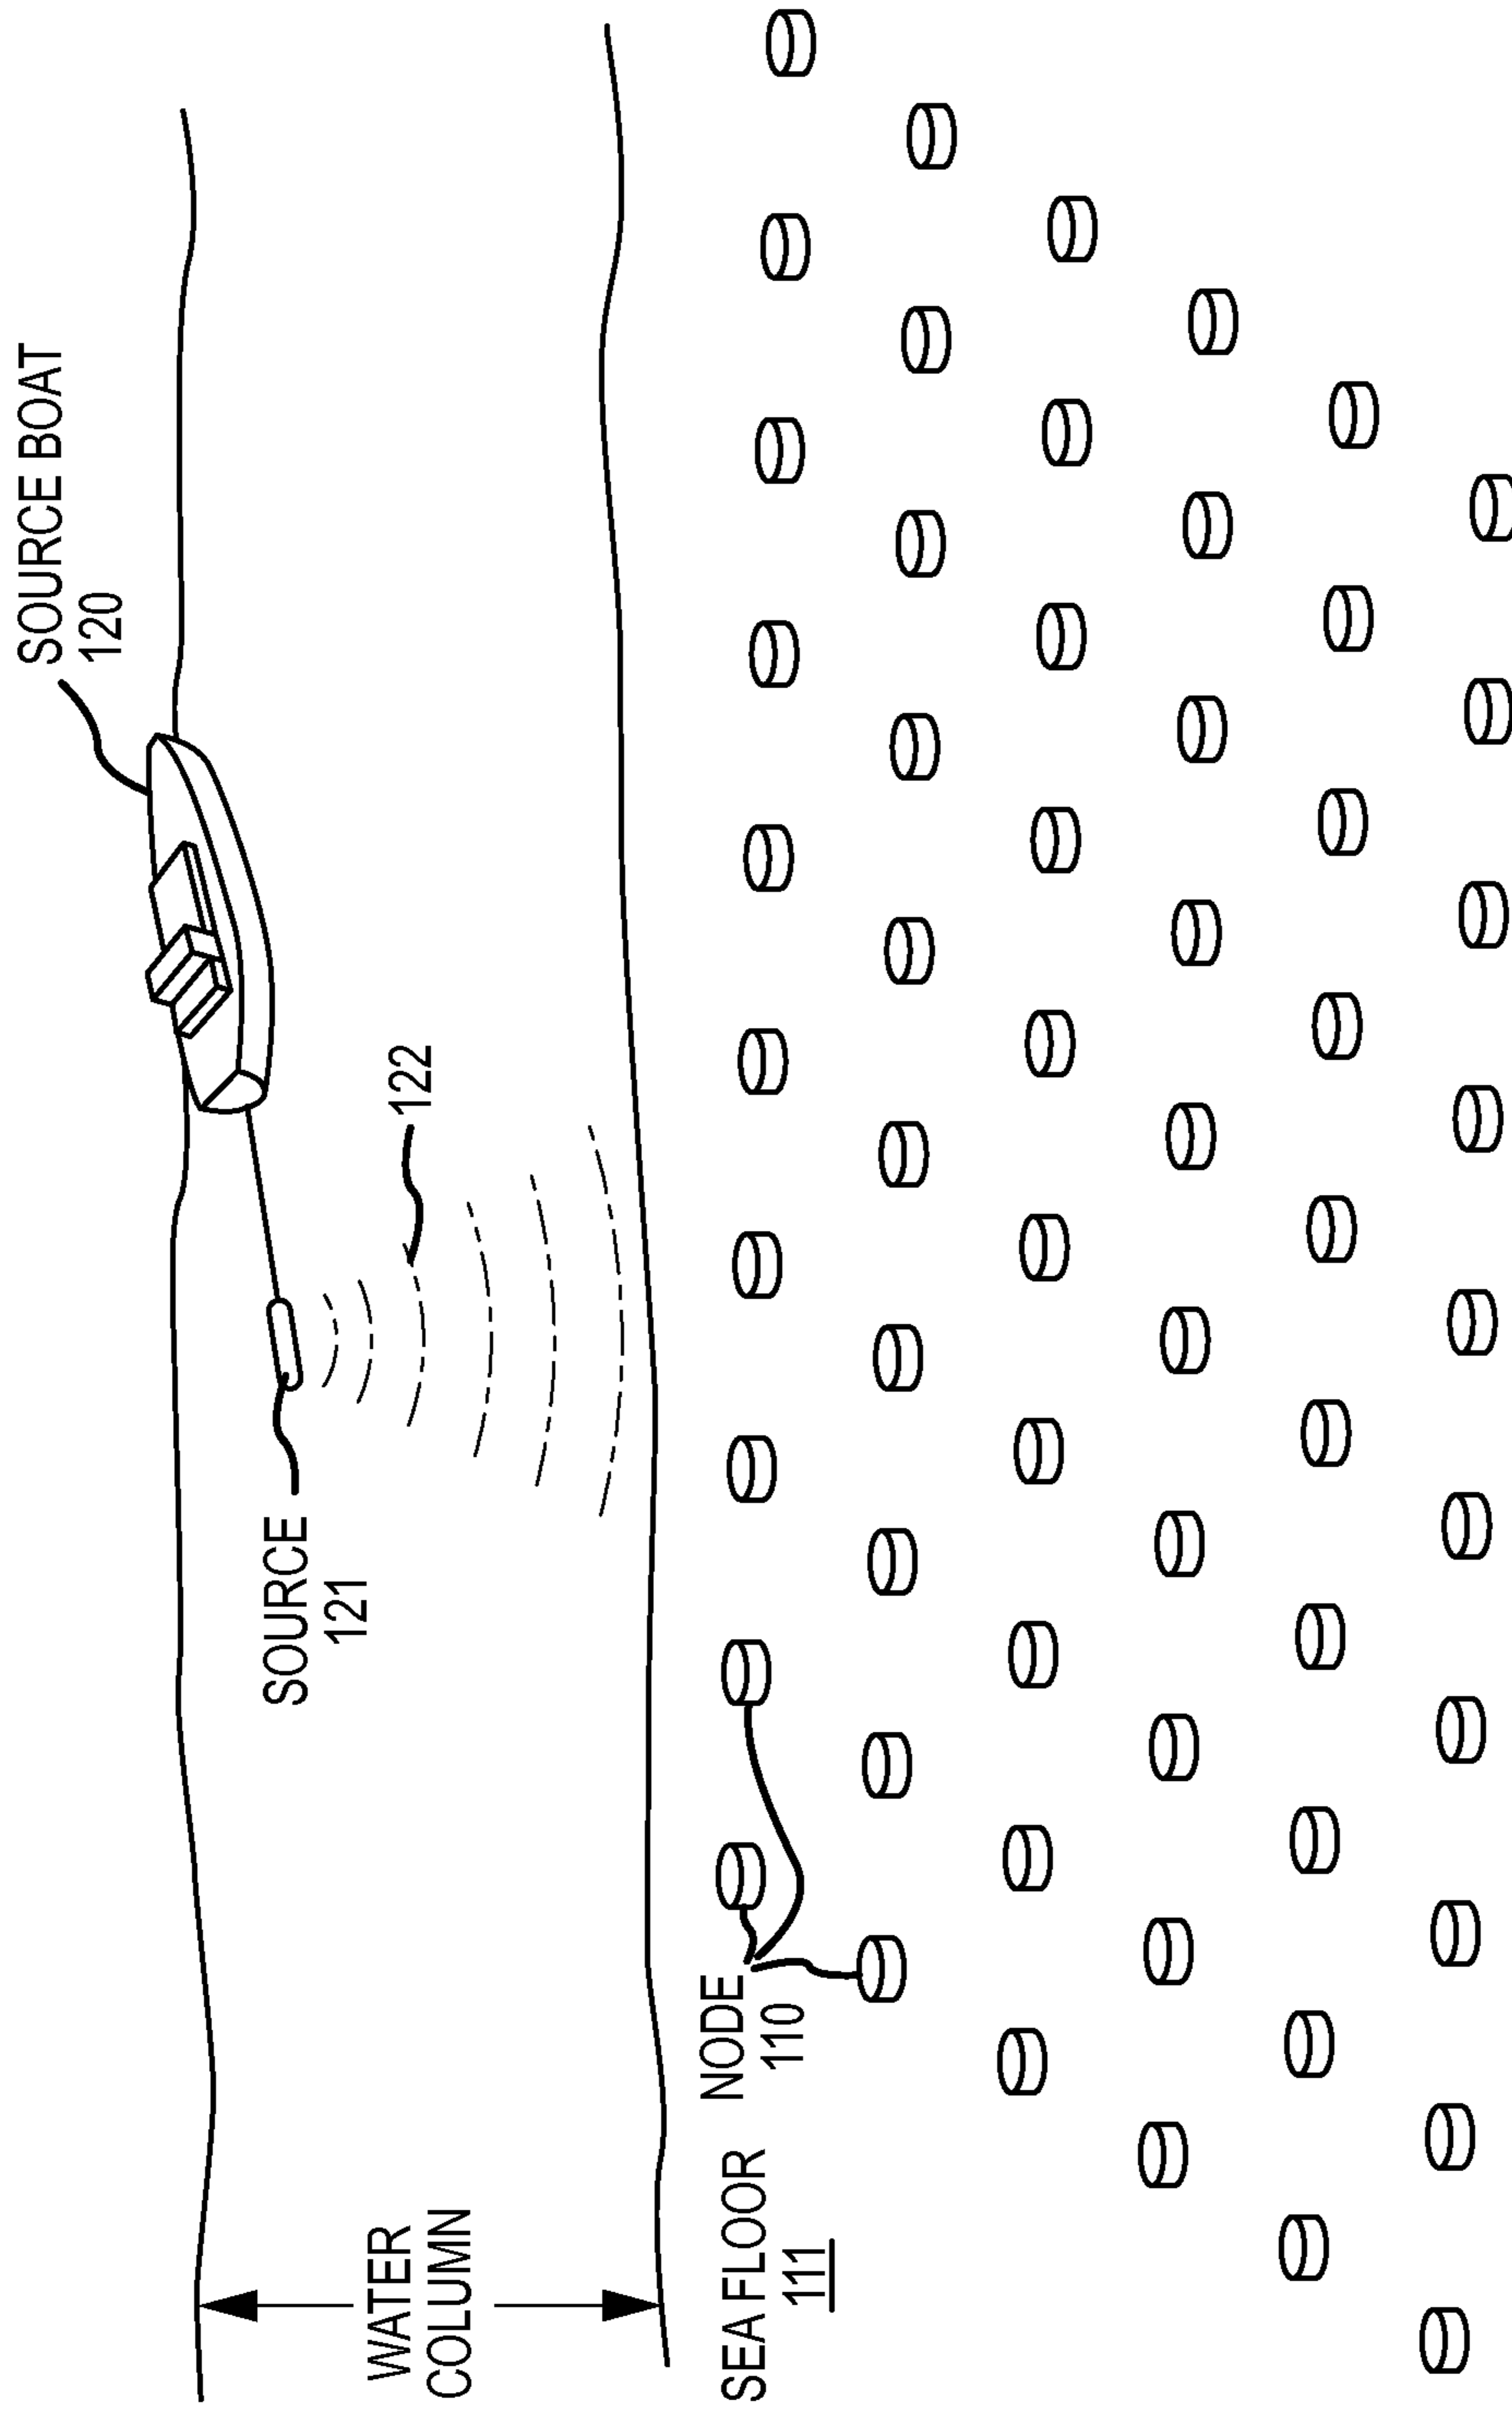 SOURCE BOAT
120
SOURCE
121
122
WATER
COLUMN
NODE
110
SEA FLOOR
111